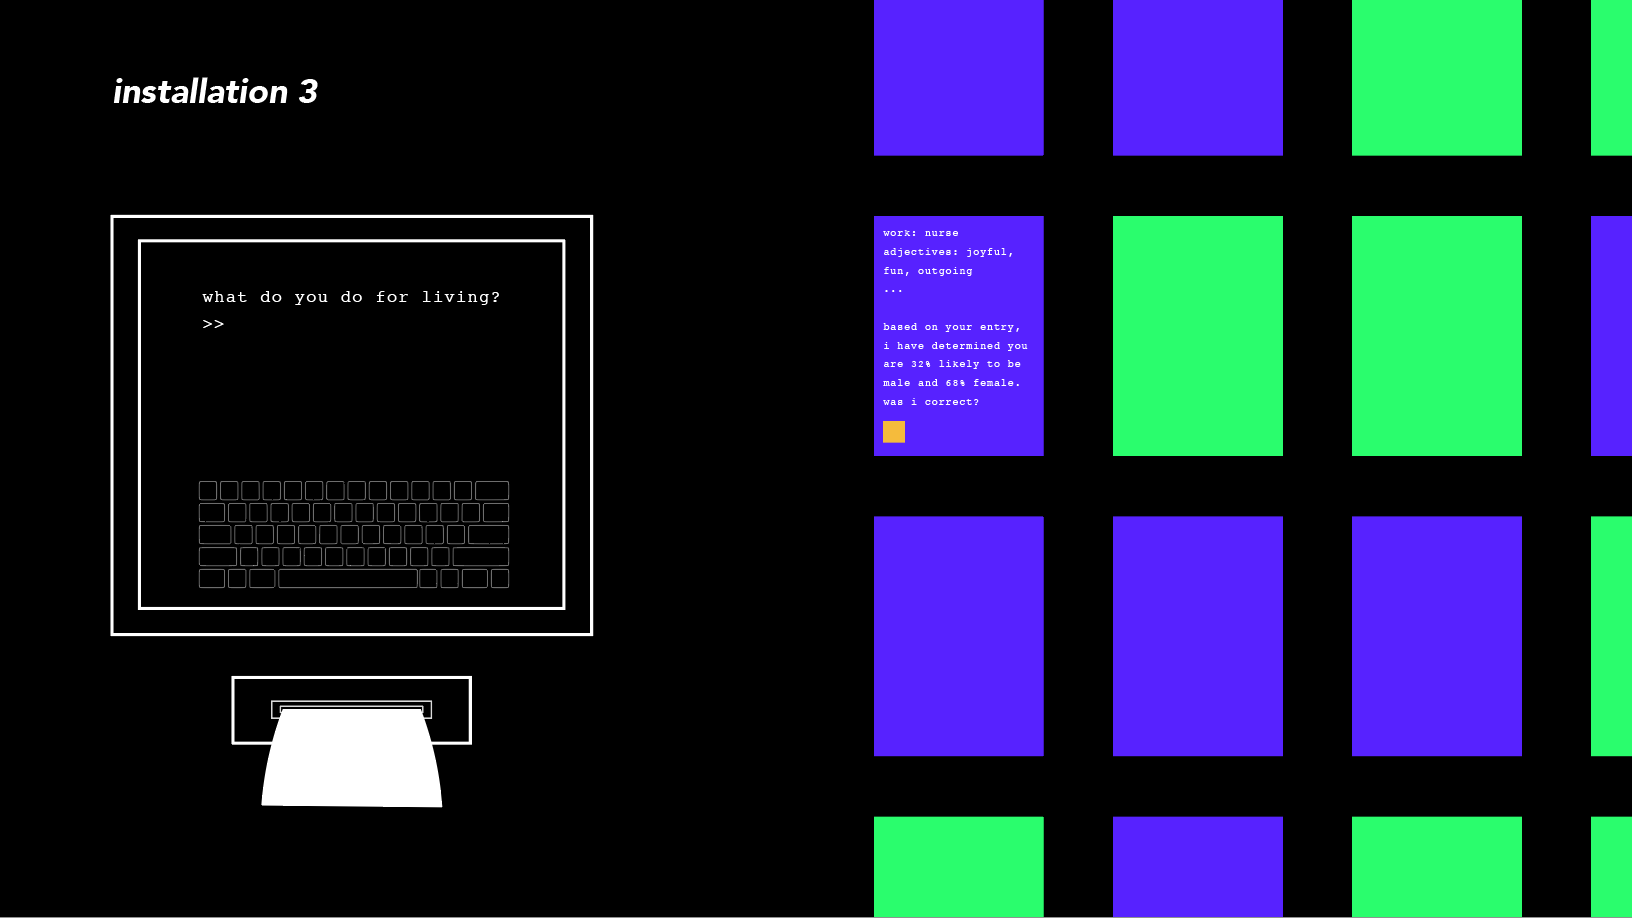 installation 3
what do you do for living?
>>
work: nurse
adjectives: joyful,
fun, outgoing
...
based on your entry,
i have determined you
are 32% likely to be
male and 68% female.
was i correct?